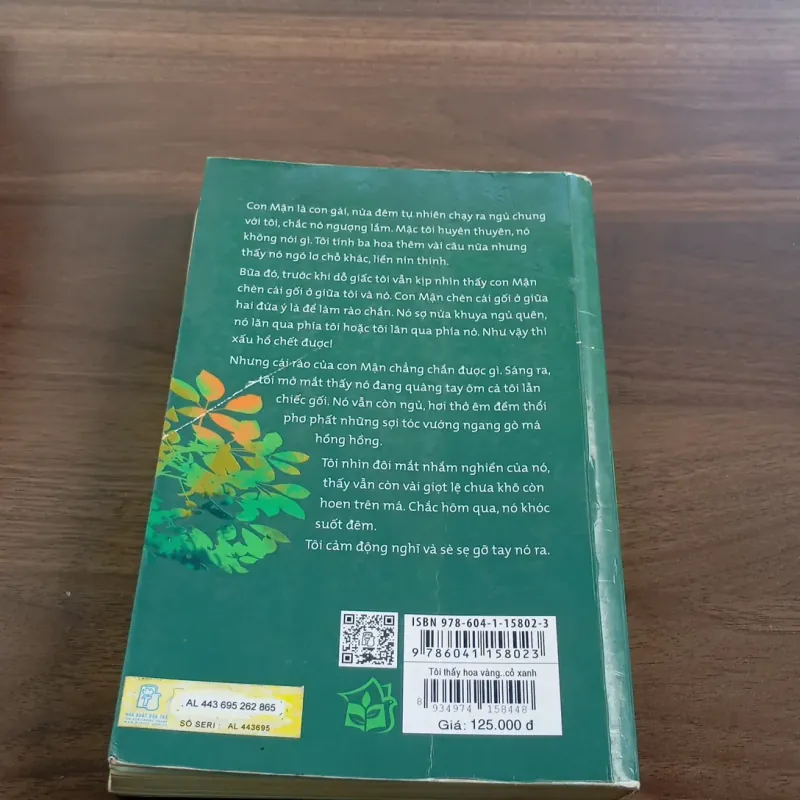 Con Mận là con gái, nửa đêm tự nhiên chạy ra ngủ chung
với tôi, chắc nó ngượng lắm. Mặc tôi huyên thuyên, nó
không nói gì. Tôi tính ba hoa thêm vài câu nữa nhưng
thấy nó ngó lơ chỗ khác, liền nín thinh.
Bữa đó, trước khi dỗ giấc tôi vẫn kịp nhìn thấy con Mận
chèn cái gối ở giữa tôi và nó. Con Mận chèn cái gối ở giữa
hai đứa ý là để làm rào chắn. Nó sợ nửa khuya ngủ quên,
nó lăn qua phía tôi hoặc tôi lăn qua phía nó. Như vậy thì
xấu hổ chết được!
Nhưng cái rào của con Mận chẳng chắn được gì. Sáng ra,
tôi mở mắt thấy nó đang quàng tay ôm cả tôi lẫn
chiếc gối. Nó vẫn còn ngủ, hơi thở êm đềm thổi
phơ phất những sợi tóc vướng ngang gò má
hồng hồng.
Tôi nhìn đôi mắt nhắm nghiền của nó,
thấy vẫn còn vài giọt lệ chưa khô còn
hoen trên má. Chắc hôm qua, nó khóc
suốt đêm.
Tôi cảm động nghĩ và sè sẹ gỡ tay nó ra.
ISBN 978-604-1-15802-3
9 786041 158023
Tôi thấy hoa vàng..cỏ xanh
8 934974 158448
Giá: 125.000 đ
AL 443 695 262 865
NHÀ XUẤT BẢN TRẺ
SỐ SERI : AL 443695